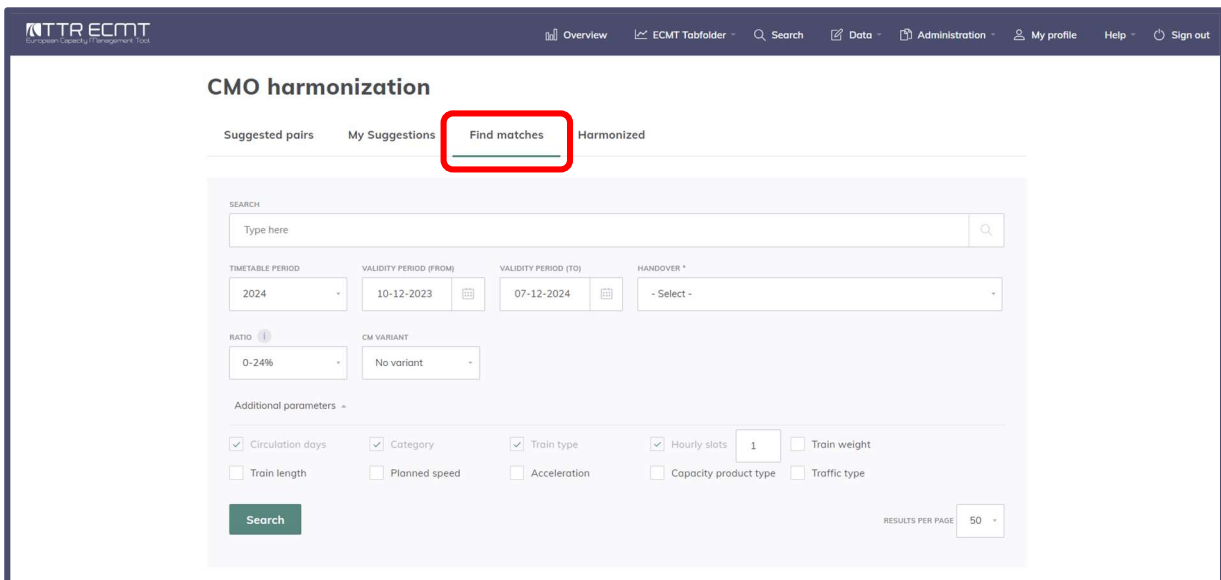 TTR ECMT
European Capacity Management Tool
Overview ECMT Tabfolder Search Data Administration My profile Help Sign out
CMO harmonization
Suggested pairs My Suggestions Find matches Harmonized
SEARCH
Type here
TIMETABLE PERIOD VALIDITY PERIOD (FROM) VALIDITY PERIOD (TO) HANDOVER *
2024 10-12-2023 07-12-2024 - Select -
RATIO i CM VARIANT
0-24% No variant
Additional parameters
Circulation days Category Train type Hourly slots 1 Train weight
Train length Planned speed Acceleration Capacity product type Traffic type
Search RESULTS PER PAGE 50